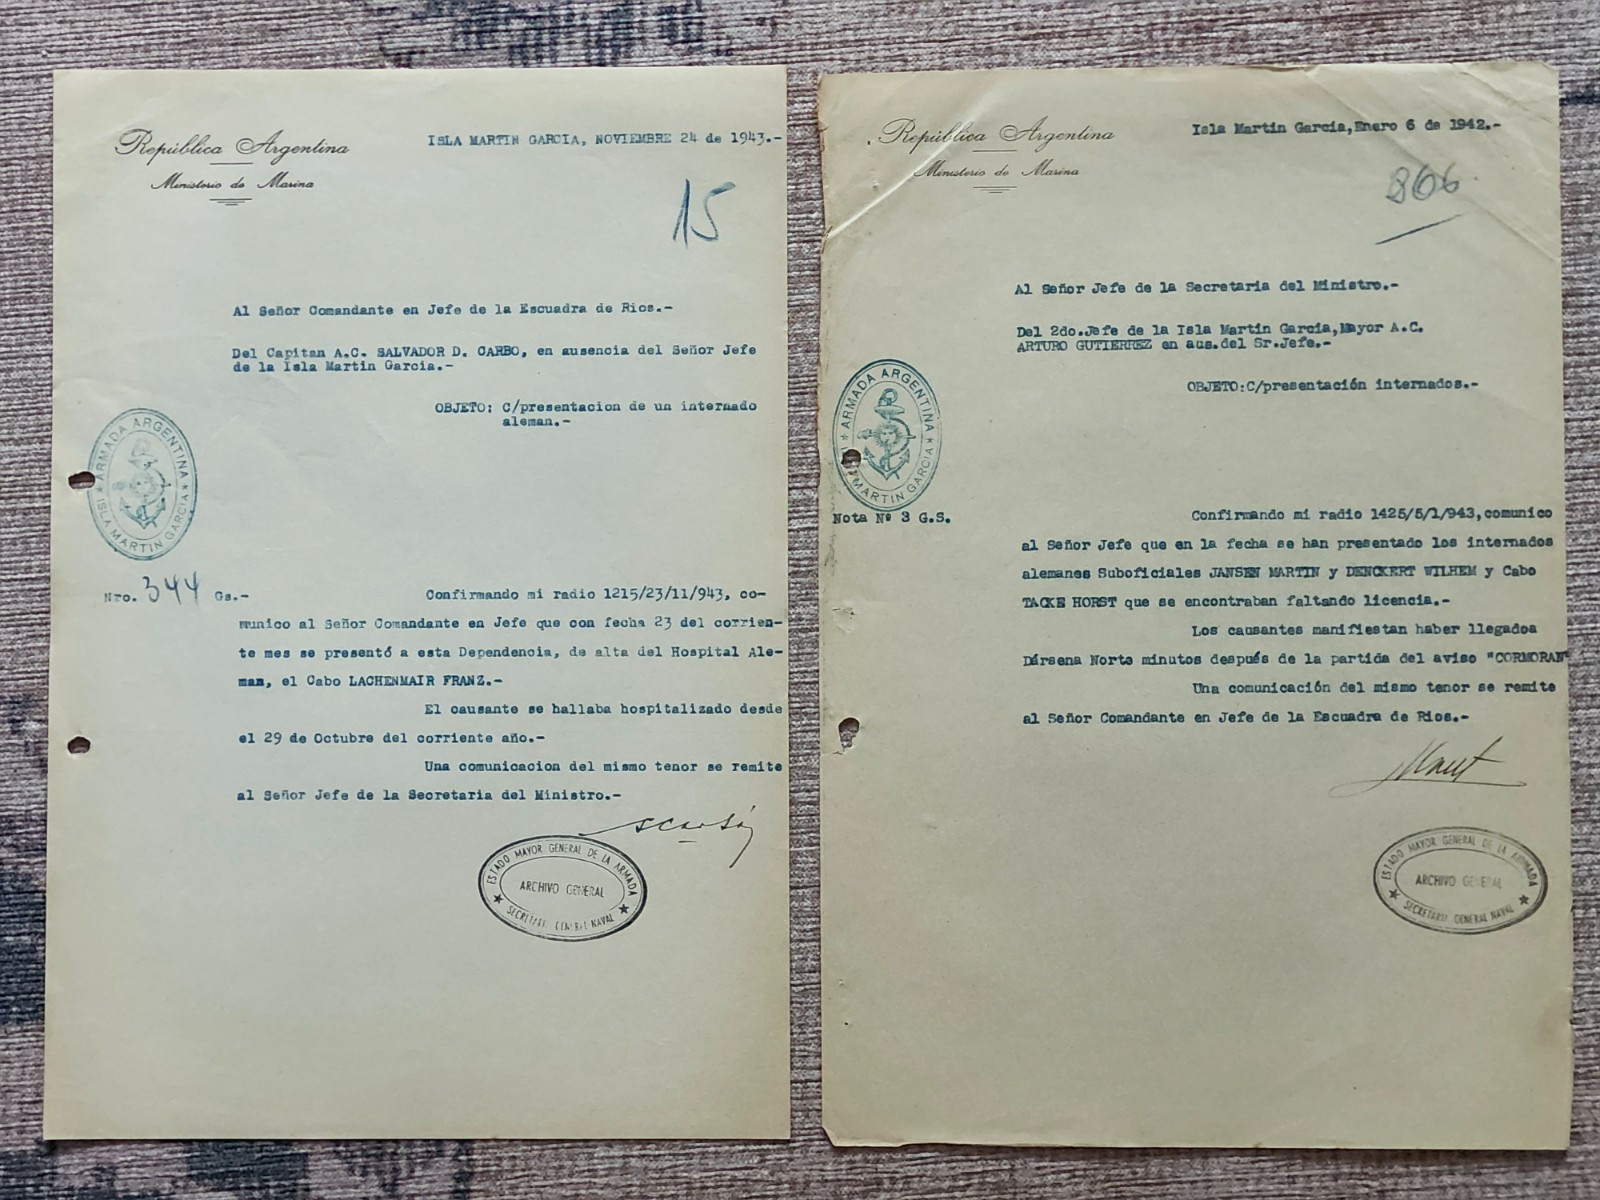 República Argentina
Ministerio de Marina
ISLA MARTIN GARCIA, NOVIEMBRE 24 de 1943.-
15
Al Señor Comandante en Jefe de la Escuadra de Rios.-
Del Capitan A.C. SALVADOR D. CARBO, en ausencia del Señor Jefe
de la Isla Martin Garcia.-
OBJETO: C/presentacion de un internado
aleman.-
ARMADA ARGENTINA
ISLA MARTIN GARCIA
Nro. 344 Gs.-
Confirmando mi radio 1215/23/11/943, co-
munico al Señor Comandante en Jefe que con fecha 23 del corrien-
te mes se presentó a esta Dependencia, de alta del Hospital Ale-
man, el Cabo LACHENMAIR FRANZ.-
El causante se hallaba hospitalizado desde
el 29 de Octubre del corriente año.-
Una comunicacion del mismo tenor se remite
al Señor Jefe de la Secretaria del Ministro.-
ESTADO MAYOR GENERAL DE LA ARMADA
ARCHIVO GENERAL
SECRETARIA GENERAL NAVAL
República Argentina
Ministerio de Marina
Isla Martin Garcia,Enero 6 de 1942.-
866
Al Señor Jefe de la Secretaria del Ministro.-
Del 2do.Jefe de la Isla Martin Garcia,Mayor A.C.
ARTURO GUTIERREZ en aus.del Sr.Jefe.-
OBJETO:C/presentación internados.-
ARMADA ARGENTINA
MARTIN GARCIA
Nota Nº 3 G.S.
Confirmando mi radio 1425/5/1/943,comunico
al Señor Jefe que en la fecha se han presentado los internados
alemanes Suboficiales JANSEN MARTIN y DENCKERT WILHEM y Cabo
TACKE HORST que se encontraban faltando licencia.-
Los causantes manifiestan haber llegadoa
Dársena Norte minutos después de la partida del aviso "CORMORAN"
Una comunicación del mismo tenor se remite
al Señor Comandante en Jefe de la Escuadra de Rios.-
ESTADO MAYOR GENERAL DE LA ARMADA
ARCHIVO GENERAL
SECRETARIA GENERAL NAVAL